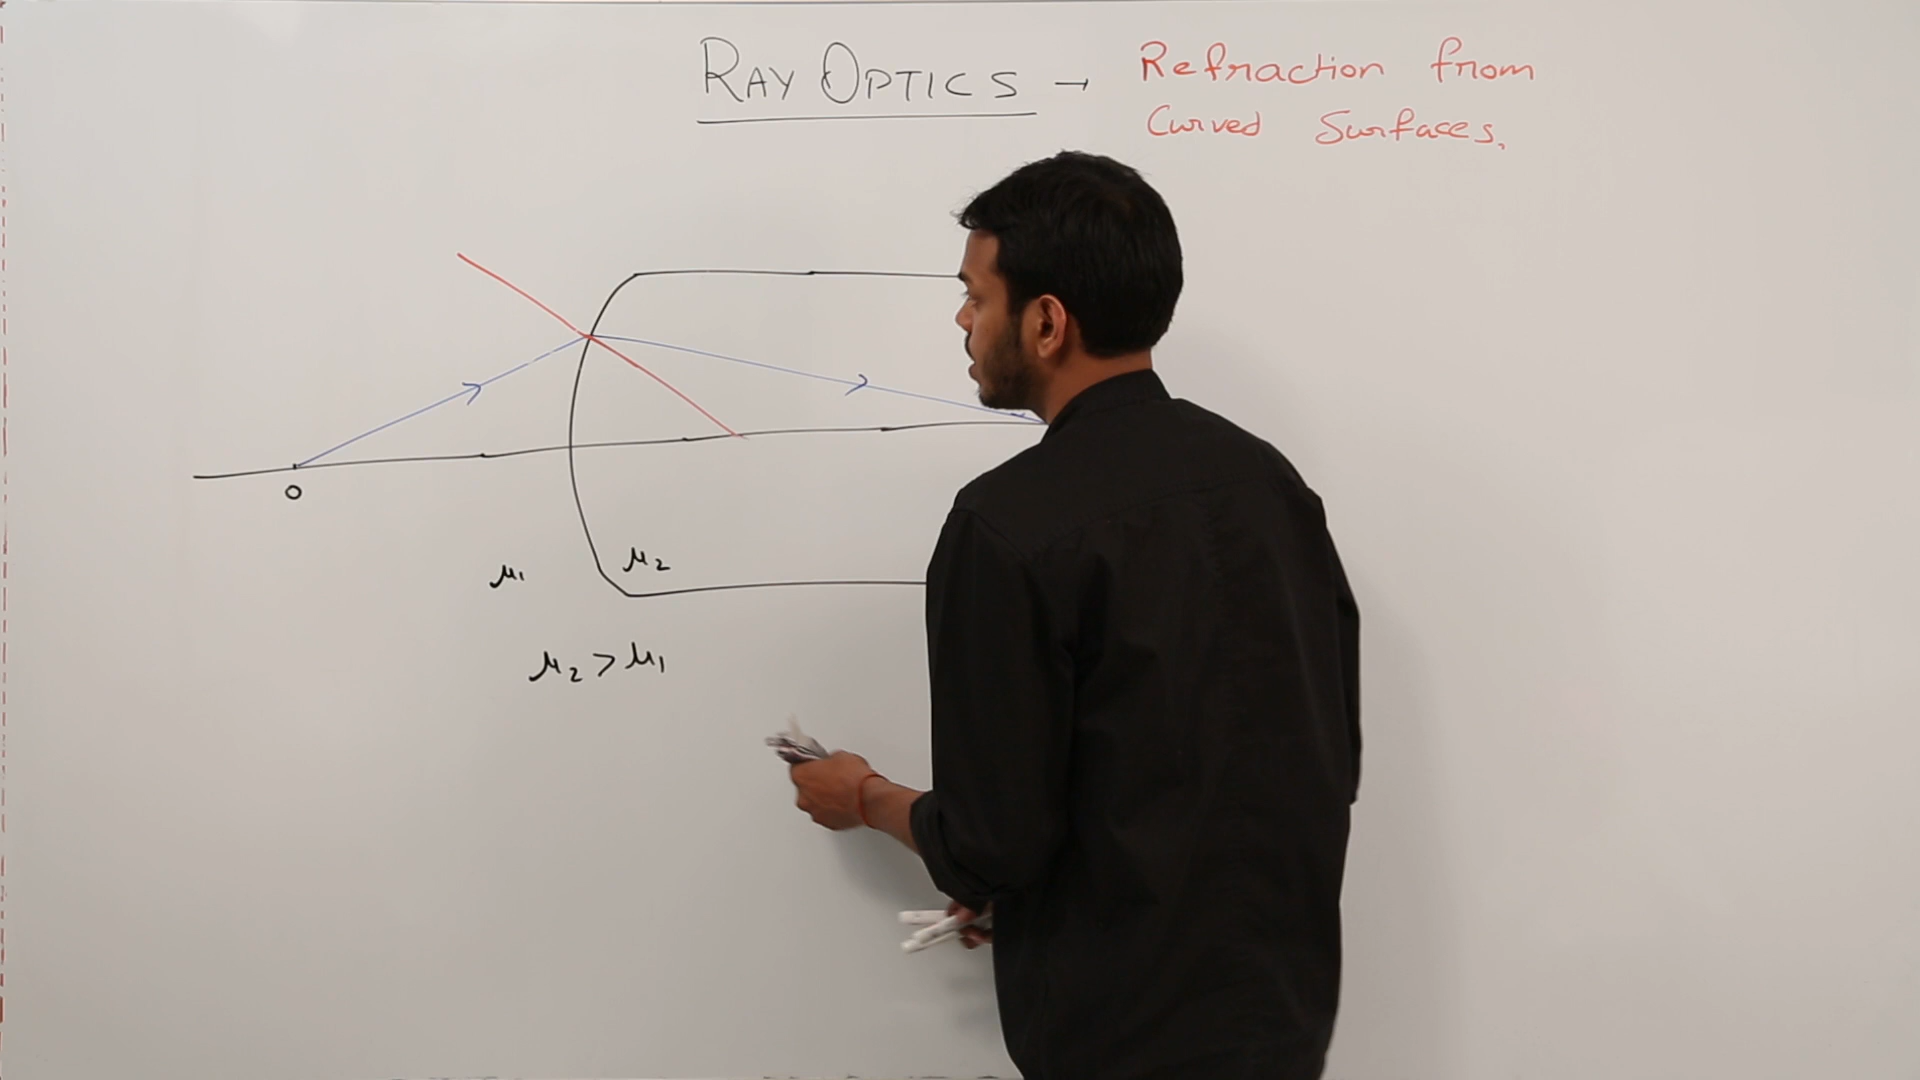 RAY OPTICS → Refraction from
Curved Surfaces.
O
μ1
μ2
μ2 > μ1